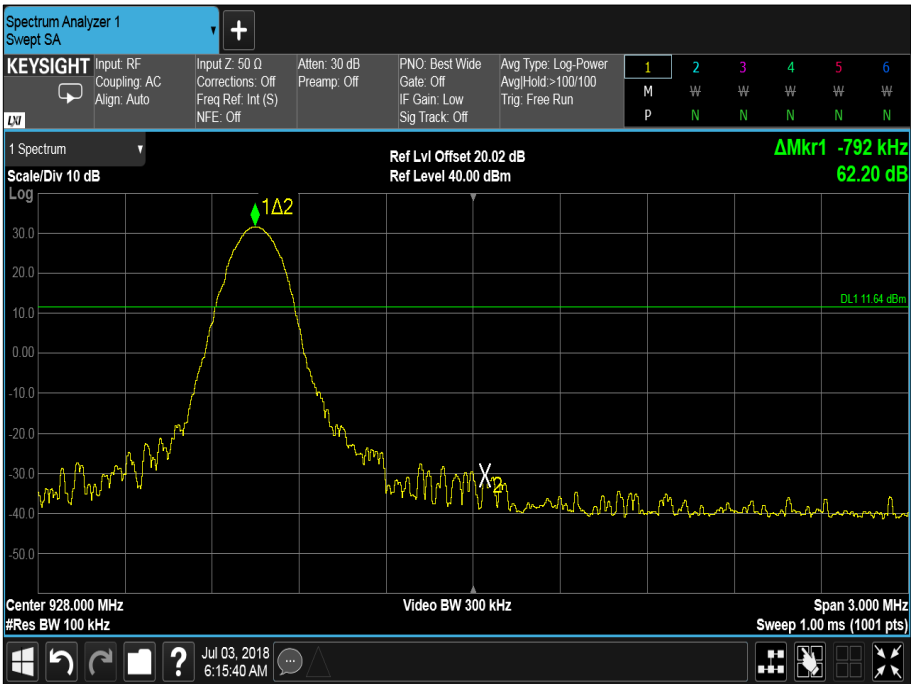 Spectrum Analyzer 1
Swept SA
+
KEYSIGHT
LXI
Input: RF
Coupling: AC
Align: Auto
Input Z: 50 Ω
Corrections: Off
Freq Ref: Int (S)
NFE: Off
Atten: 30 dB
Preamp: Off
PNO: Best Wide
Gate: Off
IF Gain: Low
Sig Track: Off
Avg Type: Log-Power
Avg|Hold:>100/100
Trig: Free Run
1 2 3 4 5 6
M W W W W W
P N N N N N
1 Spectrum
Scale/Div 10 dB
Ref Lvl Offset 20.02 dB
Ref Level 40.00 dBm
ΔMkr1 -792 kHz
62.20 dB
Log
1Δ2
30.0
20.0
DL1 11.64 dBm
10.0
0.00
-10.0
-20.0
-30.0
X2
-40.0
-50.0
Center 928.000 MHz
Video BW 300 kHz
Span 3.000 MHz
#Res BW 100 kHz
Sweep 1.00 ms (1001 pts)
?
Jul 03, 2018
6:15:40 AM